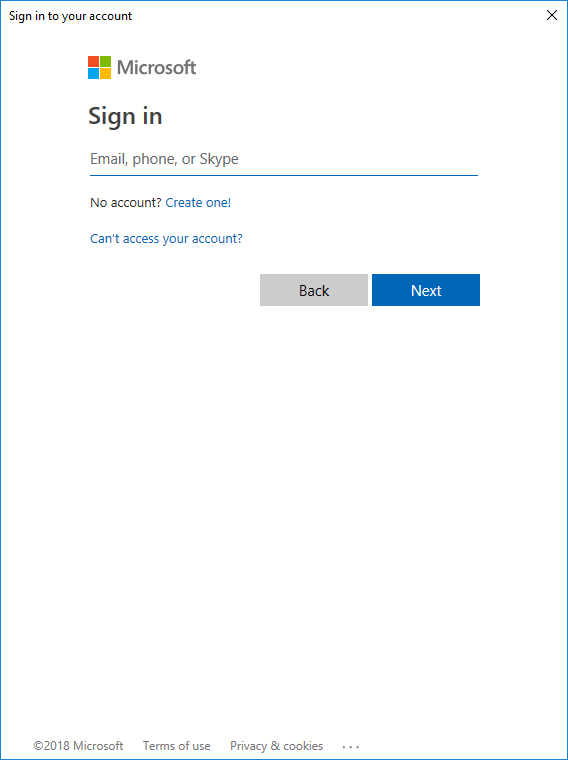 Sign in to your account
Microsoft
Sign in
Email, phone, or Skype
No account? Create one!
Can't access your account?
Back Next
©2018 Microsoft Terms of use Privacy & cookies ...